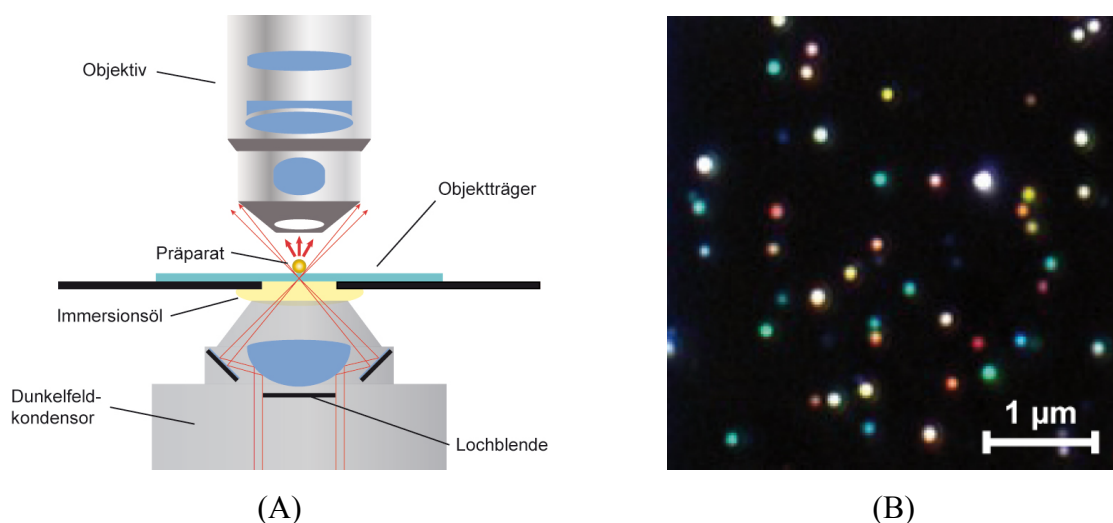 Objektiv
Objektträger
Präparat
Immersionsöl
Dunkelfeld-
kondensor
Lochblende
(A)
1 µm
(B)